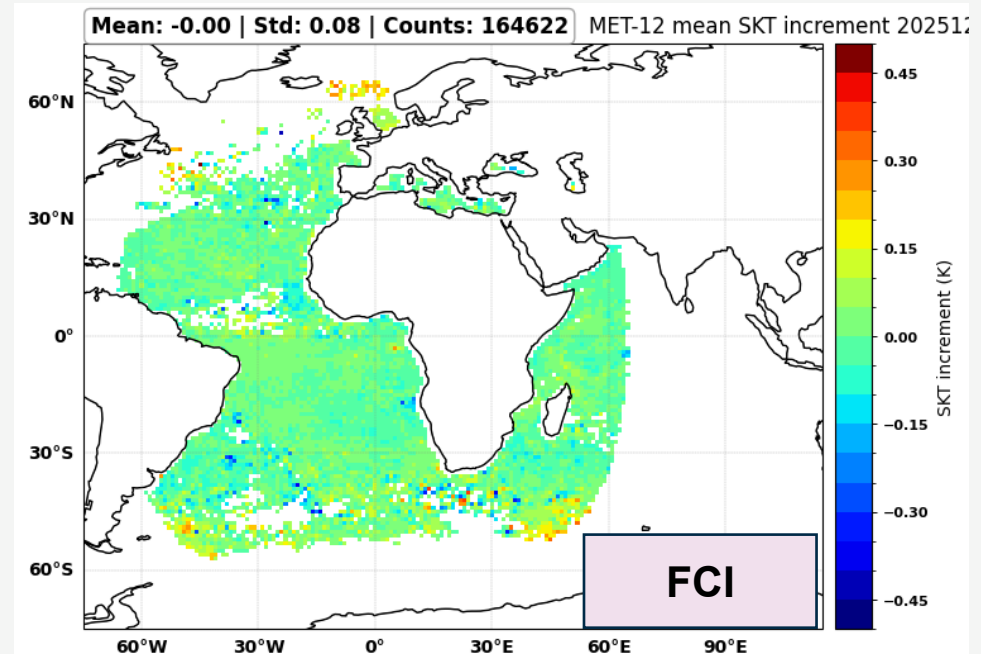 Mean: -0.00 | Std: 0.08 | Counts: 164622 MET-12 mean SKT increment 202512
60°N
30°N
0°
30°S
60°S
60°W 30°W 0° 30°E 60°E 90°E
0.45
0.30
0.15
0.00
−0.15
−0.30
−0.45
SKT increment (K)
FCI